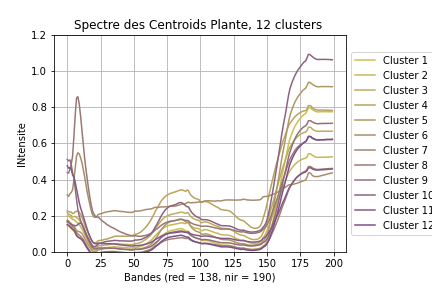 Spectre des Centroids Plante, 12 clusters
1.2
1.0
0.8
0.6
0.4
0.2
0.0
INtensite
0 25 50 75 100 125 150 175 200
Bandes (red = 138, nir = 190)
Cluster 1
Cluster 2
Cluster 3
Cluster 4
Cluster 5
Cluster 6
Cluster 7
Cluster 8
Cluster 9
Cluster 10
Cluster 11
Cluster 12